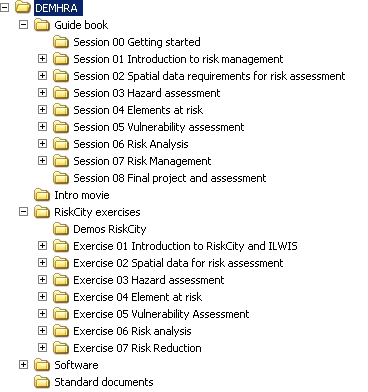 DEMHRA
Guide book
Session 00 Getting started
Session 01 Introduction to risk management
Session 02 Spatial data requirements for risk assessment
Session 03 Hazard assessment
Session 04 Elements at risk
Session 05 Vulnerability assessment
Session 06 Risk Analysis
Session 07 Risk Management
Session 08 Final project and assessment
Intro movie
RiskCity exercises
Demos RiskCity
Exercise 01 Introduction to RiskCity and ILWIS
Exercise 02 Spatial data for risk assessment
Exercise 03 Hazard assessment
Exercise 04 Element at risk
Exercise 05 Vulnerability Assessment
Exercise 06 Risk analysis
Exercise 07 Risk Reduction
Software
Standard documents